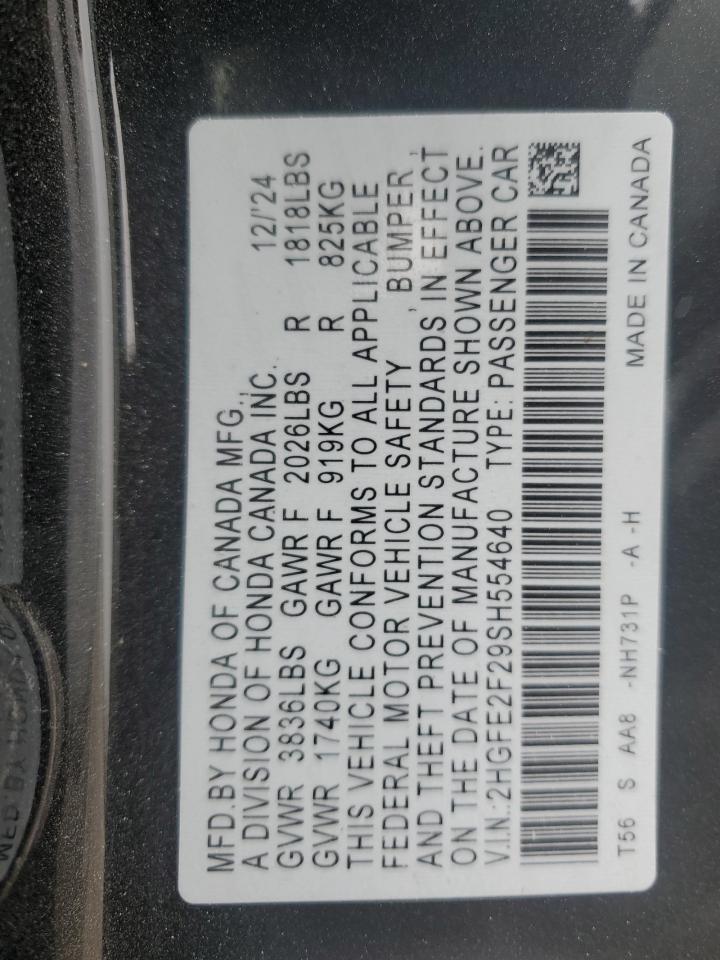 MFD.BY HONDA OF CANADA MFG.,
A DIVISION OF HONDA CANADA INC. 12/'24
GVWR 3836LBS GAWR F 2026LBS R 1818LBS
GVWR 1740KG GAWR F 919KG R 825KG
THIS VEHICLE CONFORMS TO ALL APPLICABLE
FEDERAL MOTOR VEHICLE SAFETY , BUMPER ,
AND THEFT PREVENTION STANDARDS IN EFFECT
ON THE DATE OF MANUFACTURE SHOWN ABOVE.
V.I.N.:2HGFE2F29SH554640 TYPE: PASSENGER CAR
T56 S AA8 -NH731P -A -H MADE IN CANADA